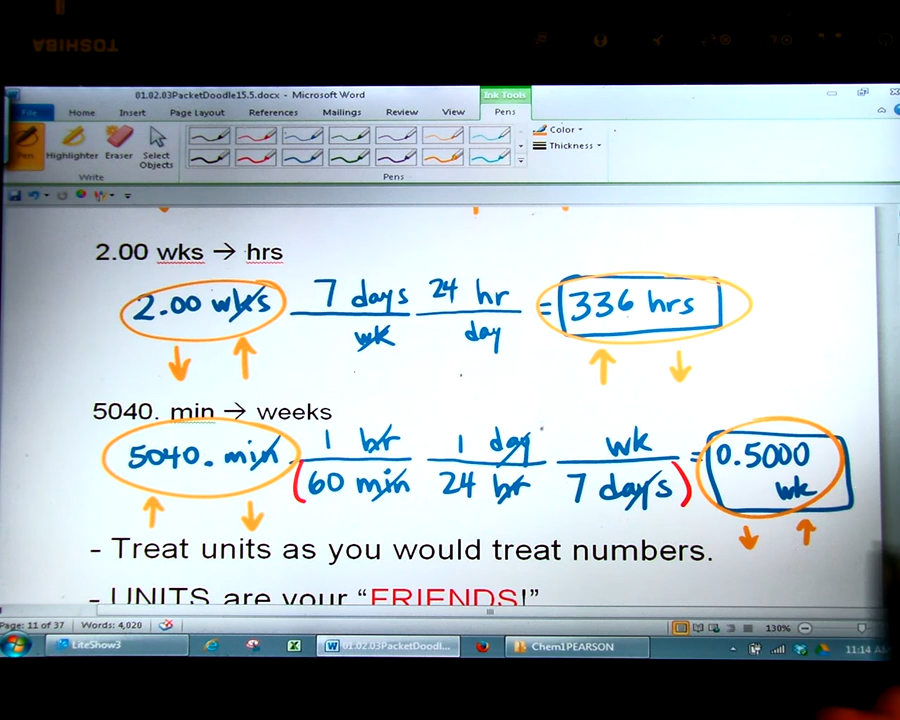 TOSHIBA
01.02.03PacketDoodle15.5.docx - Microsoft Word
Ink Tools
File Home Insert Page Layout References Mailings Review View Pens
Pen Highlighter Eraser Select Objects
Color
Thickness
Write Pens
2.00 wks → hrs
2.00 wks 7 days 24 hr = 336 hrs
wk day
5040. min → weeks
5040. min 1 hr 1 day wk = 0.5000
(60 min 24 hr 7 days) wk
- Treat units as you would treat numbers.
- UNITS are your “FRIENDS!”
Page: 11 of 37 Words: 4,020 130%
LiteShow3 01.02.03PacketDoodl... Chem1PEARSON 11:14 AM